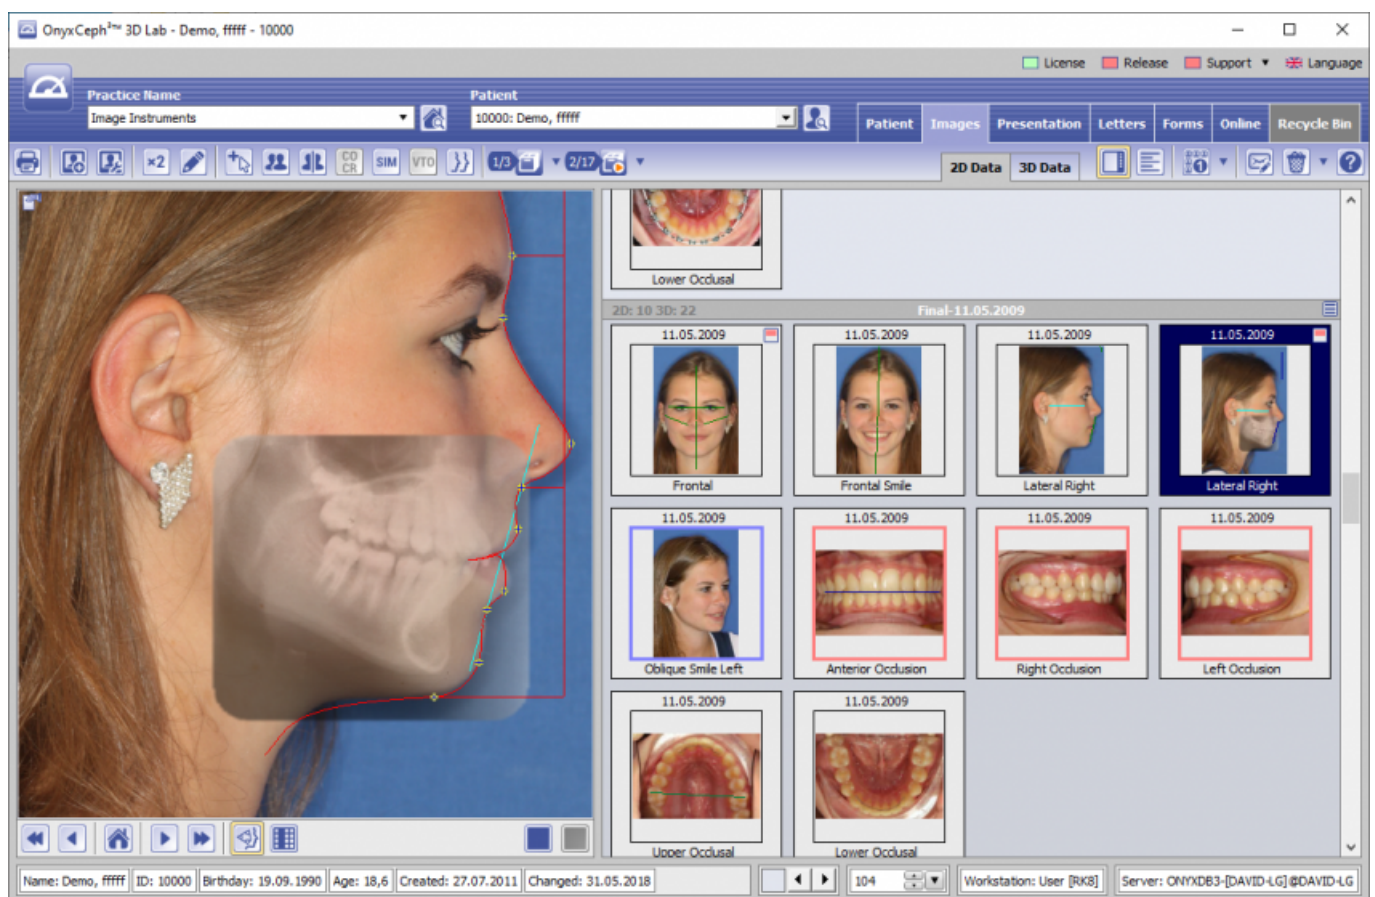 OnyxCeph³™ 3D Lab - Demo, fffff - 10000
License Release Support Language
Practice Name Patient
Image Instruments 10000: Demo, fffff
Patient Images Presentation Letters Forms Online Recycle Bin
×2 CO CR SIM VTO 1/3 2/17 2D Data 3D Data
Lower Occlusal
2D: 10 3D: 22 Final-11.05.2009
11.05.2009 11.05.2009 11.05.2009 11.05.2009
Frontal Frontal Smile Lateral Right Lateral Right
11.05.2009 11.05.2009 11.05.2009 11.05.2009
Oblique Smile Left Anterior Occlusion Right Occlusion Left Occlusion
11.05.2009 11.05.2009
Upper Occlusal Lower Occlusal
Name: Demo, fffff ID: 10000 Birthday: 19.09.1990 Age: 18,6 Created: 27.07.2011 Changed: 31.05.2018 104 Workstation: User [RK8] Server: ONYXDB3-[DAVID-LG]@DAVID-LG